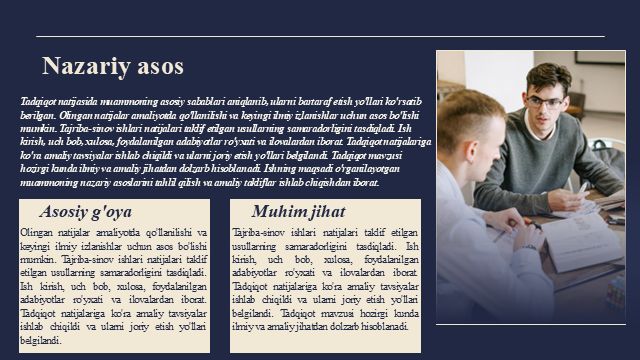 Nazariy asos
Tadqiqot natijasida muammoning asosiy sabablari aniqlanib, ularni bartaraf etish yo'llari ko'rsatib
berilgan. Olingan natijalar amaliyotda qo'llanilishi va keyingi ilmiy izlanishlar uchun asos bo'lishi
mumkin. Tajriba-sinov ishlari natijalari taklif etilgan usullarning samaradorligini tasdiqladi. Ish
kirish, uch bob, xulosa, foydalanilgan adabiyotlar ro'yxati va ilovalardan iborat. Tadqiqot natijalariga
ko'ra amaliy tavsiyalar ishlab chiqildi va ularni joriy etish yo'llari belgilandi. Tadqiqot mavzusi
hozirgi kunda ilmiy va amaliy jihatdan dolzarb hisoblanadi. Ishning maqsadi o'rganilayotgan
muammoning nazariy asoslarini tahlil qilish va amaliy takliflar ishlab chiqishdan iborat.
Asosiy g'oya
Olingan natijalar amaliyotda qo'llanilishi va
keyingi ilmiy izlanishlar uchun asos bo'lishi
mumkin. Tajriba-sinov ishlari natijalari taklif
etilgan usullarning samaradorligini tasdiqladi.
Ish kirish, uch bob, xulosa, foydalanilgan
adabiyotlar ro'yxati va ilovalardan iborat.
Tadqiqot natijalariga ko'ra amaliy tavsiyalar
ishlab chiqildi va ularni joriy etish yo'llari
belgilandi.
Muhim jihat
Tajriba-sinov ishlari natijalari taklif etilgan
usullarning samaradorligini tasdiqladi. Ish
kirish, uch bob, xulosa, foydalanilgan
adabiyotlar ro'yxati va ilovalardan iborat.
Tadqiqot natijalariga ko'ra amaliy tavsiyalar
ishlab chiqildi va ularni joriy etish yo'llari
belgilandi. Tadqiqot mavzusi hozirgi kunda
ilmiy va amaliy jihatdan dolzarb hisoblanadi.